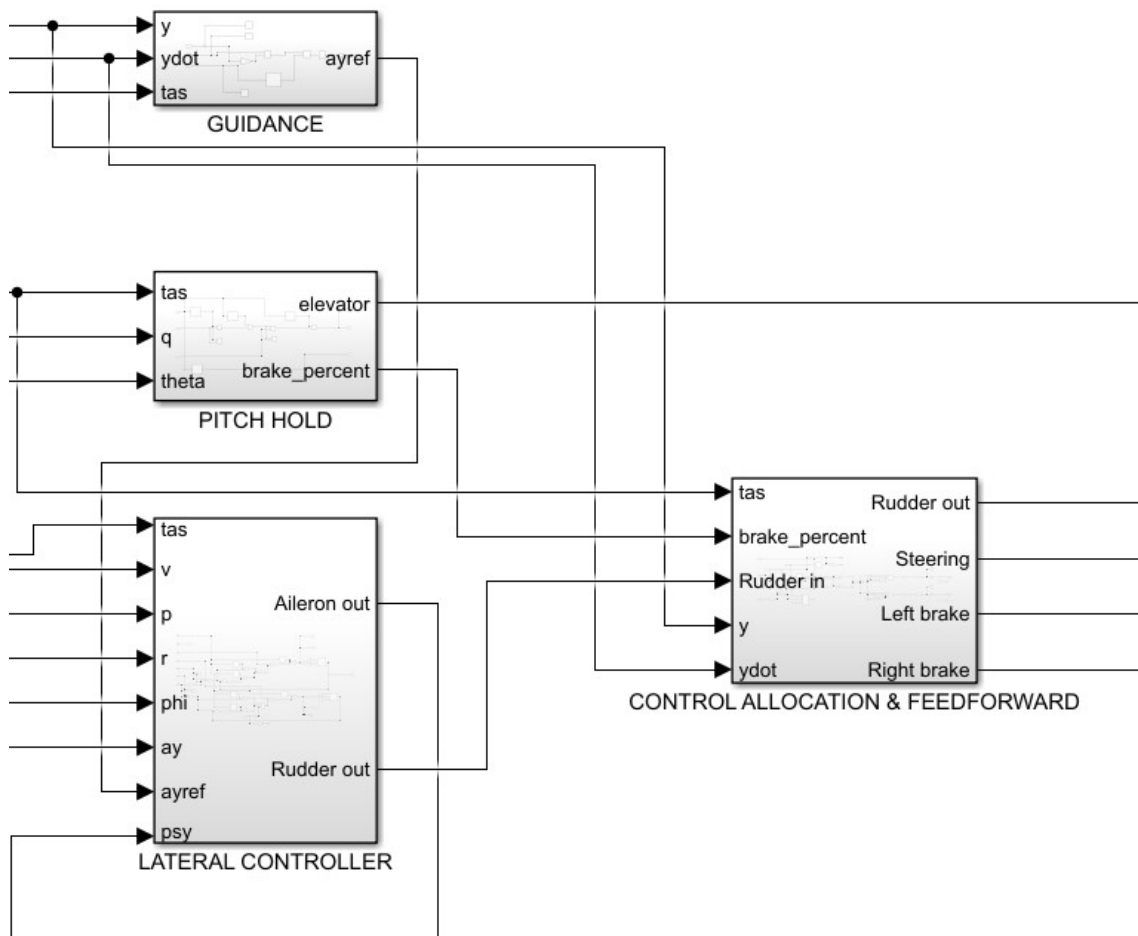 y
ydot
tas
ayref
GUIDANCE
tas
q
theta
elevator
brake_percent
PITCH HOLD
tas
v
p
r
phi
ay
ayref
psy
Aileron out
Rudder out
LATERAL CONTROLLER
tas
brake_percent
Rudder in
y
ydot
Rudder out
Steering
Left brake
Right brake
CONTROL ALLOCATION & FEEDFORWARD